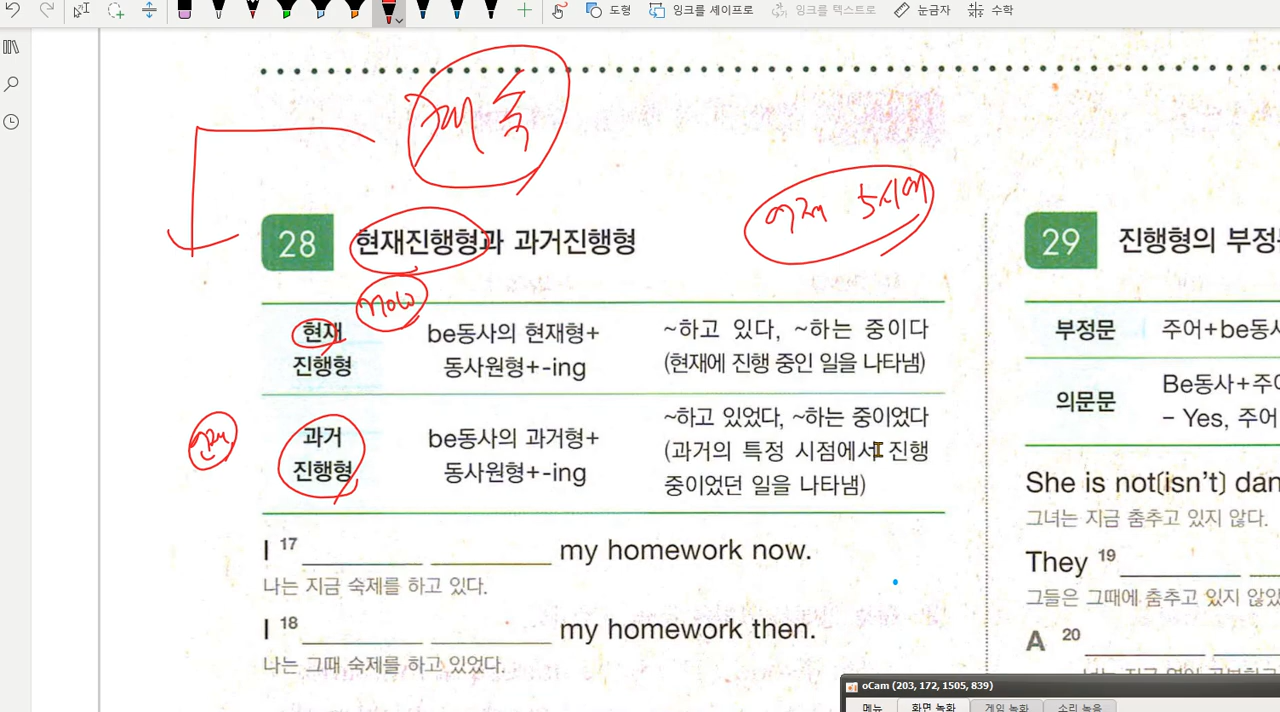 도형
잉크를 셰이프로
잉크를 텍스트로
눈금자
수학
계속
어제 5시에
28 현재진행형과 과거진행형
now
현재
진행형
be동사의 현재형+
동사원형+-ing
~하고 있다, ~하는 중이다
(현재에 진행 중인 일을 나타냄)
어제
과거
진행형
be동사의 과거형+
동사원형+-ing
~하고 있었다, ~하는 중이었다
(과거의 특정 시점에서 진행
중이었던 일을 나타냄)
I 17 ________ ________ my homework now.
나는 지금 숙제를 하고 있다.
I 18 ________ ________ my homework then.
나는 그때 숙제를 하고 있었다.
29 진행형의 부정
부정문
주어+be동사
의문문
Be동사+주어
– Yes, 주어
She is not(isn't) dan
그녀는 지금 춤추고 있지 않다.
They 19 ________
그들은 그때에 춤추고 있지 않았
A 20 ________
oCam (203, 172, 1505, 839)
메뉴
화면 녹화
게임 녹화
소리 녹음